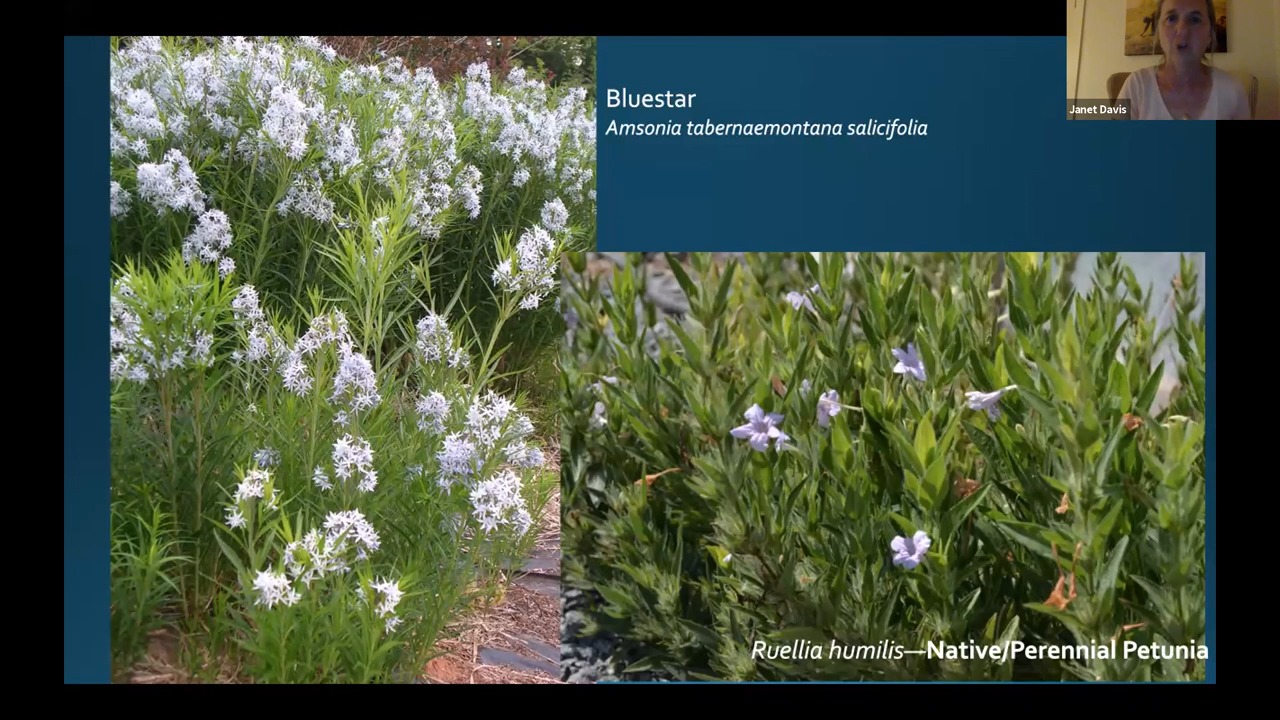 Bluestar
Amsonia tabernaemontana salicifolia
Janet Davis
Ruellia humilis—Native/Perennial Petunia